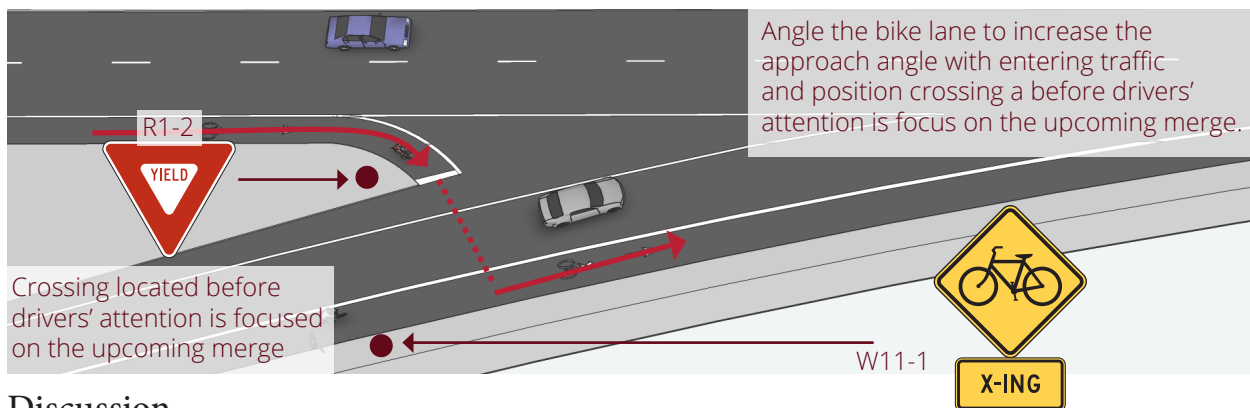 Angle the bike lane to increase the
approach angle with entering traffic
and position crossing a before drivers’
attention is focus on the upcoming merge.
R1-2
YIELD
Crossing located before
drivers’ attention is focused
on the upcoming merge
W11-1
X-ING
Discussion